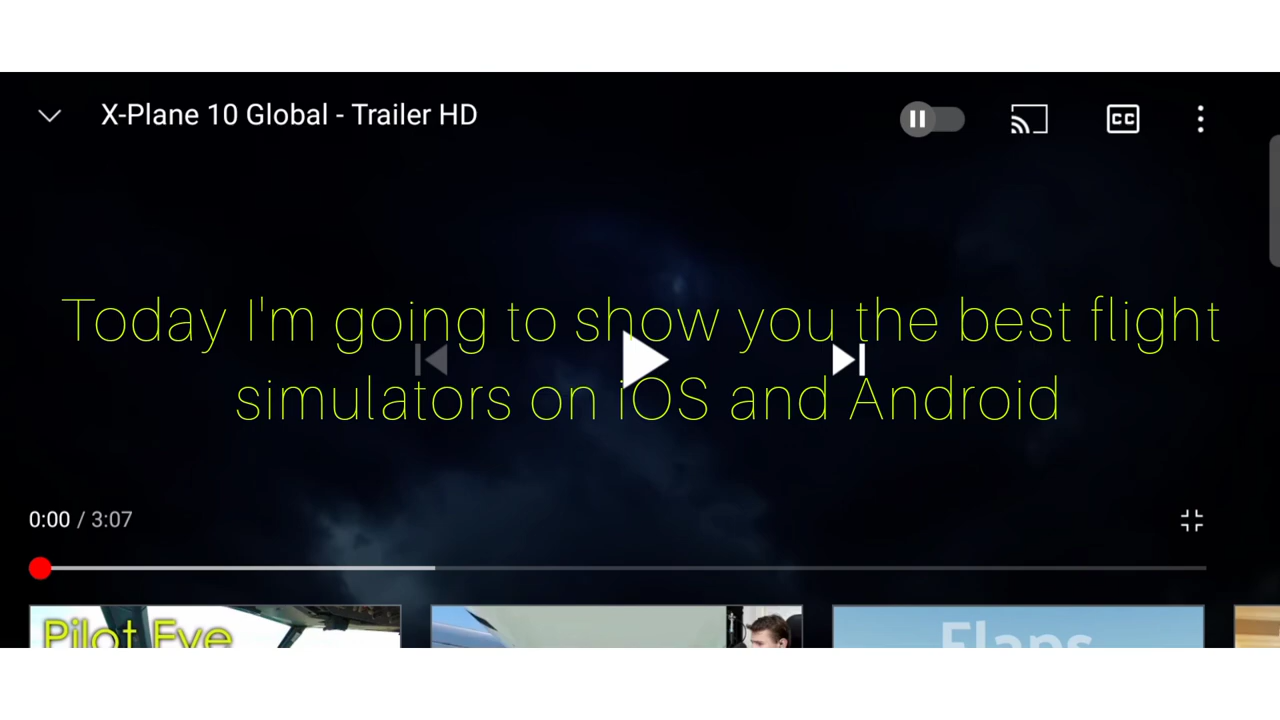 X-Plane 10 Global - Trailer HD
CC
Today I'm going to show you the best flight
simulators on iOS and Android
0:00 / 3:07
Pilot Eye
Flaps